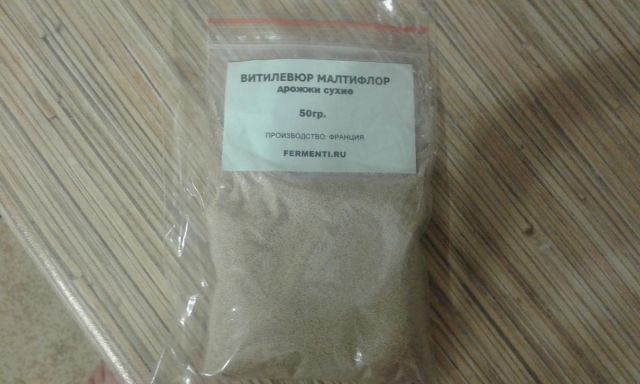 ВИТИЛЕВЮР МАЛТИФЛОР
дрожжи сухие
50гр.
ПРОИЗВОДСТВО: ФРАНЦИЯ
FERMENTI.RU